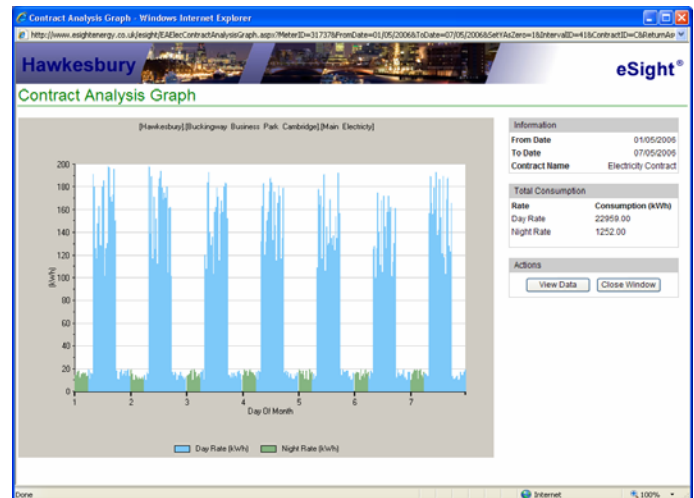 Contract Analysis Graph - Windows Internet Explorer
http://www.esightenergy.co.uk/esight/EAElecContractAnalysisGraph.aspx?MeterID=31737&FromDate=01/05/2006&ToDate=07/05/2006&SetYAsZero=1&IntervalID=41&ContractID=C&ReturnAs
Hawkesbury
eSight®
Contract Analysis Graph
[Hawkesbury],[Buckingway Business Park Cambridge],[Main Electricty]
200
180
160
140
120
100
80
60
40
20
0
[kWh]
1 2 3 4 5 6 7
Day Of Month
Day Rate (kWh) Night Rate (kWh)
Information
From Date 01/05/2006
To Date 07/05/2006
Contract Name Electricity Contract
Total Consumption
Rate Consumption (kWh)
Day Rate 22959.00
Night Rate 1252.00
Actions
View Data Close Window
Done Internet 100%